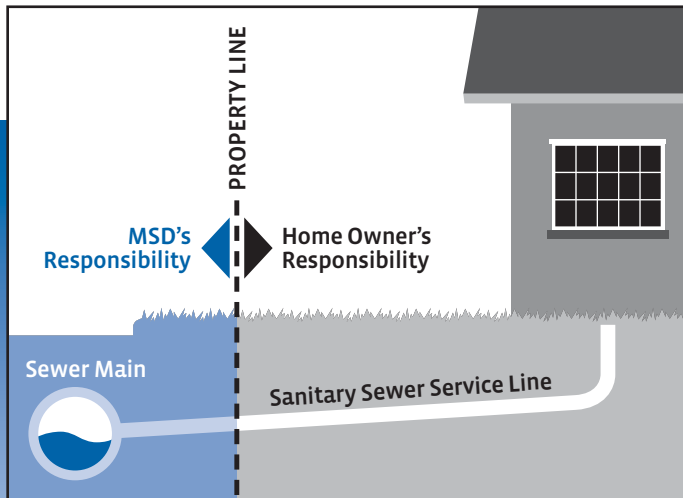 PROPERTY LINE
MSD's
Responsibility
Home Owner's
Responsibility
Sewer Main
Sanitary Sewer Service Line